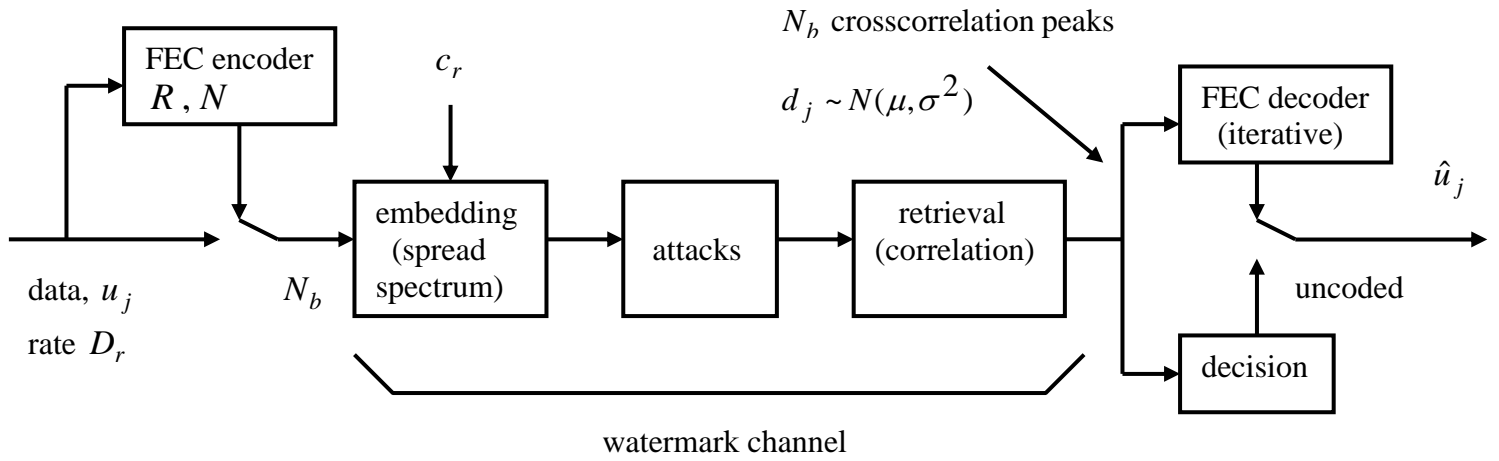 N_b crosscorrelation peaks
d_j ~ N(μ,σ²)
FEC encoder
R , N
c_r
FEC decoder
(iterative)
û_j
embedding
(spread
spectrum)
attacks
retrieval
(correlation)
data, u_j
rate D_r
N_b
uncoded
decision
watermark channel